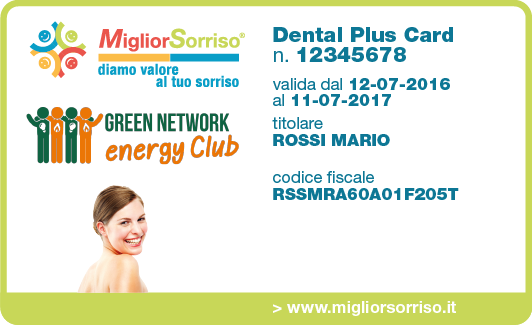 MigliorSorriso®
diamo valore
al tuo sorriso
GREEN NETWORK
energy Club
Dental Plus Card
n. 12345678
valida dal 12-07-2016
al 11-07-2017
titolare
ROSSI MARIO
codice fiscale
RSSMRA60A01F205T
> www.migliorsorriso.it